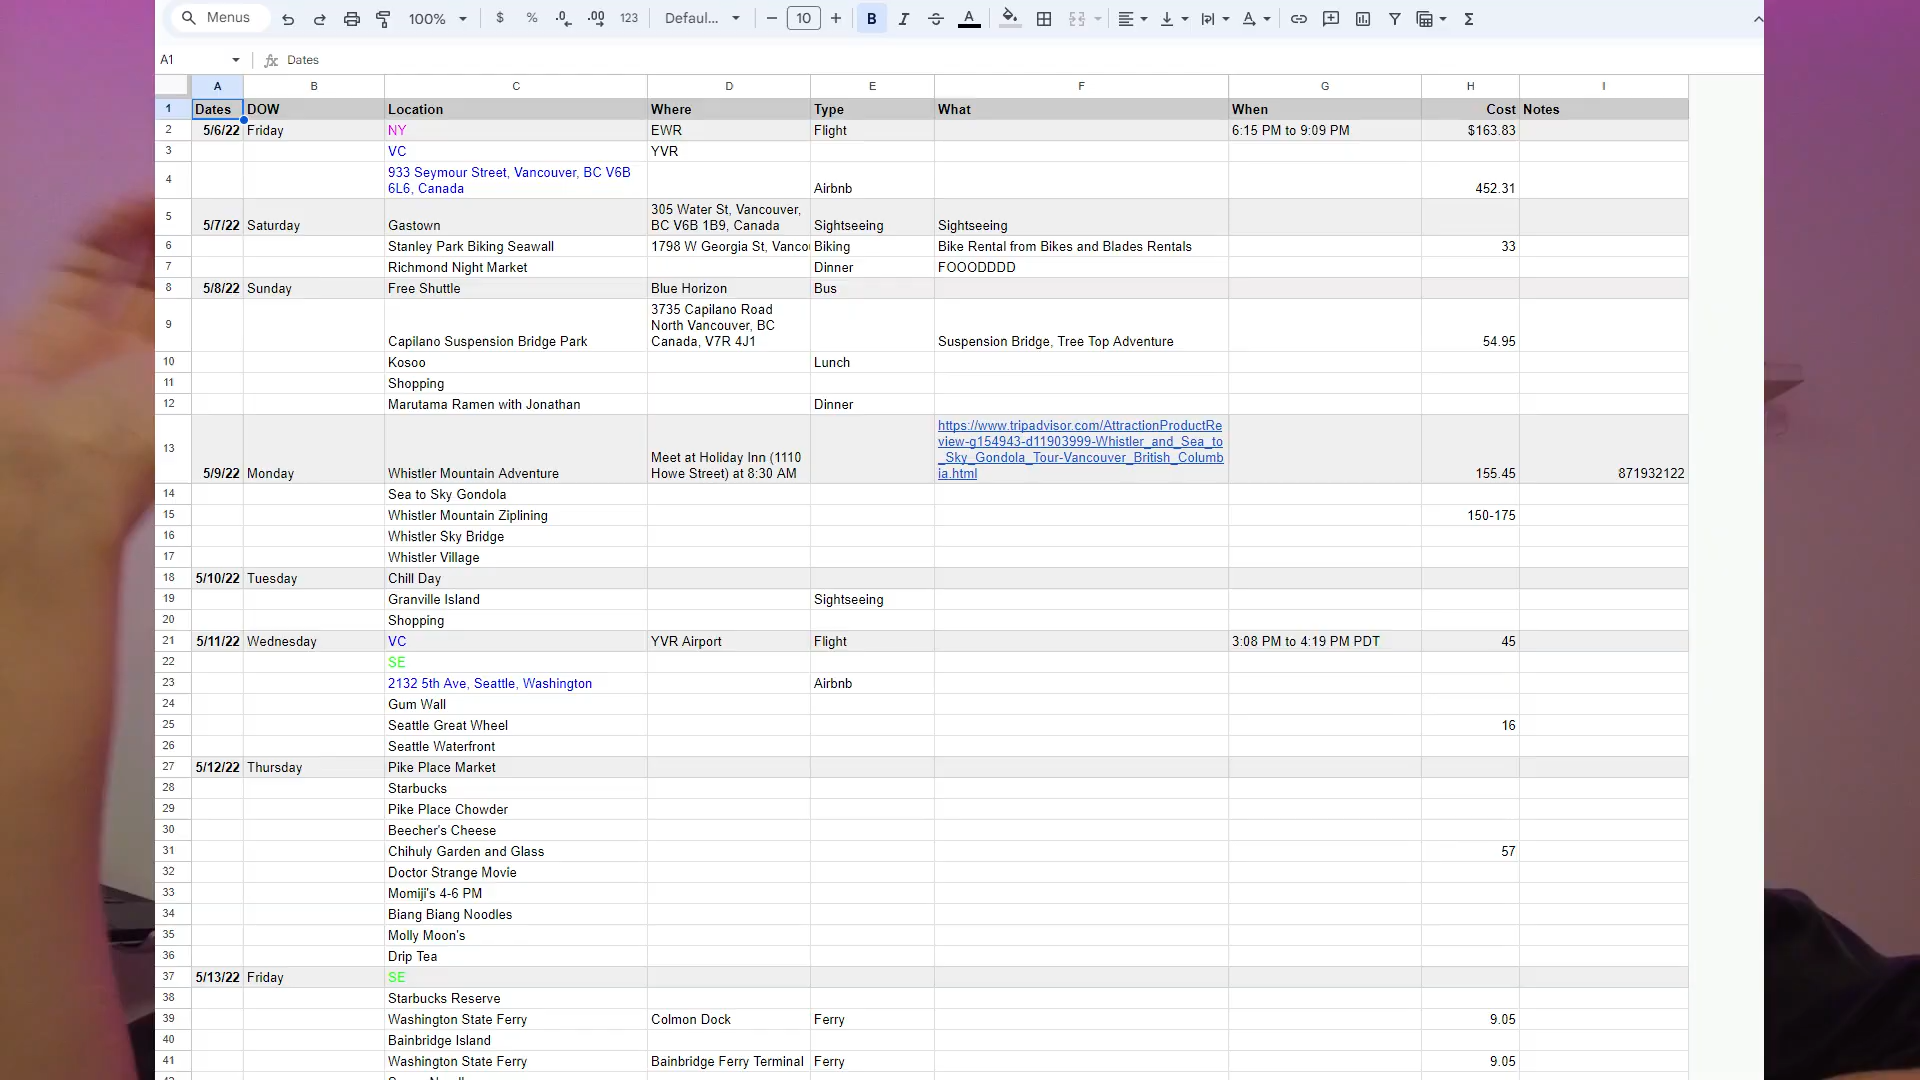 Menus 100% $ % .0 .00 123 Defaul... 10 B I A
A1 fx Dates
A B C D E F G H I
1 Dates DOW Location Where Type What When Cost Notes
2 5/6/22 Friday NY EWR Flight 6:15 PM to 9:09 PM $163.83
3 VC YVR
4 933 Seymour Street, Vancouver, BC V6B
6L6, Canada Airbnb 452.31
5 5/7/22 Saturday Gastown 305 Water St, Vancouver,
BC V6B 1B9, Canada Sightseeing Sightseeing
6 Stanley Park Biking Seawall 1798 W Georgia St, Vanco Biking Bike Rental from Bikes and Blades Rentals 33
7 Richmond Night Market Dinner FOOODDDD
8 5/8/22 Sunday Free Shuttle Blue Horizon Bus
9 Capilano Suspension Bridge Park 3735 Capilano Road
North Vancouver, BC
Canada, V7R 4J1 Suspension Bridge, Tree Top Adventure 54.95
10 Kosoo Lunch
11 Shopping
12 Marutama Ramen with Jonathan Dinner
13 5/9/22 Monday Whistler Mountain Adventure Meet at Holiday Inn (1110
Howe Street) at 8:30 AM https://www.tripadvisor.com/AttractionProductRe
view-g154943-d11903999-Whistler_and_Sea_to
_Sky_Gondola_Tour-Vancouver_British_Columb
ia.html 155.45 871932122
14 Sea to Sky Gondola
15 Whistler Mountain Ziplining 150-175
16 Whistler Sky Bridge
17 Whistler Village
18 5/10/22 Tuesday Chill Day
19 Granville Island Sightseeing
20 Shopping
21 5/11/22 Wednesday VC YVR Airport Flight 3:08 PM to 4:19 PM PDT 45
22 SE
23 2132 5th Ave, Seattle, Washington Airbnb
24 Gum Wall
25 Seattle Great Wheel 16
26 Seattle Waterfront
27 5/12/22 Thursday Pike Place Market
28 Starbucks
29 Pike Place Chowder
30 Beecher's Cheese
31 Chihuly Garden and Glass 57
32 Doctor Strange Movie
33 Momiji's 4-6 PM
34 Biang Biang Noodles
35 Molly Moon's
36 Drip Tea
37 5/13/22 Friday SE
38 Starbucks Reserve
39 Washington State Ferry Colmon Dock Ferry 9.05
40 Bainbridge Island
41 Washington State Ferry Bainbridge Ferry Terminal Ferry 9.05